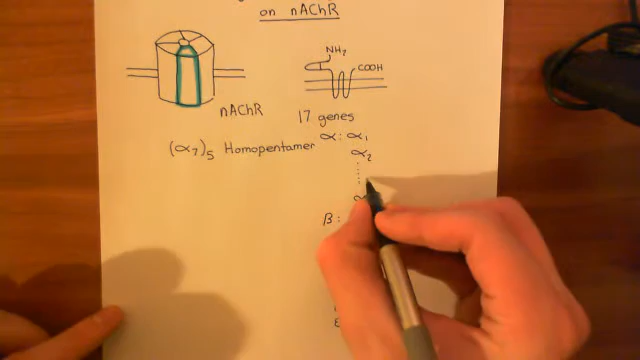 on nAChR
NH₂
COOH
nAChR
17 genes
(α₇)₅ Homopentamer
α: α₁
α₂
α
β: